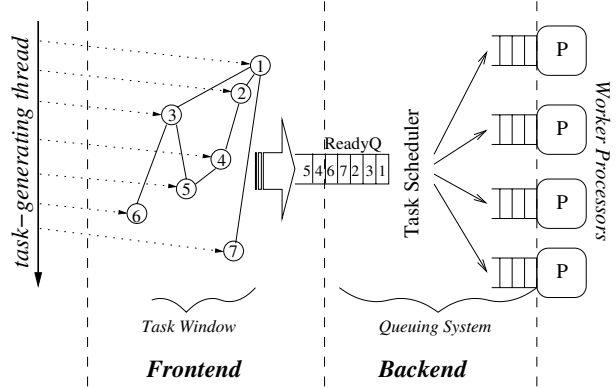 task-generating thread
1
2
3
4
5
6
7
ReadyQ
5 4 6 7 2 3 1
Task Scheduler
P
P
P
P
Worker Processors
Task Window
Queuing System
Frontend
Backend